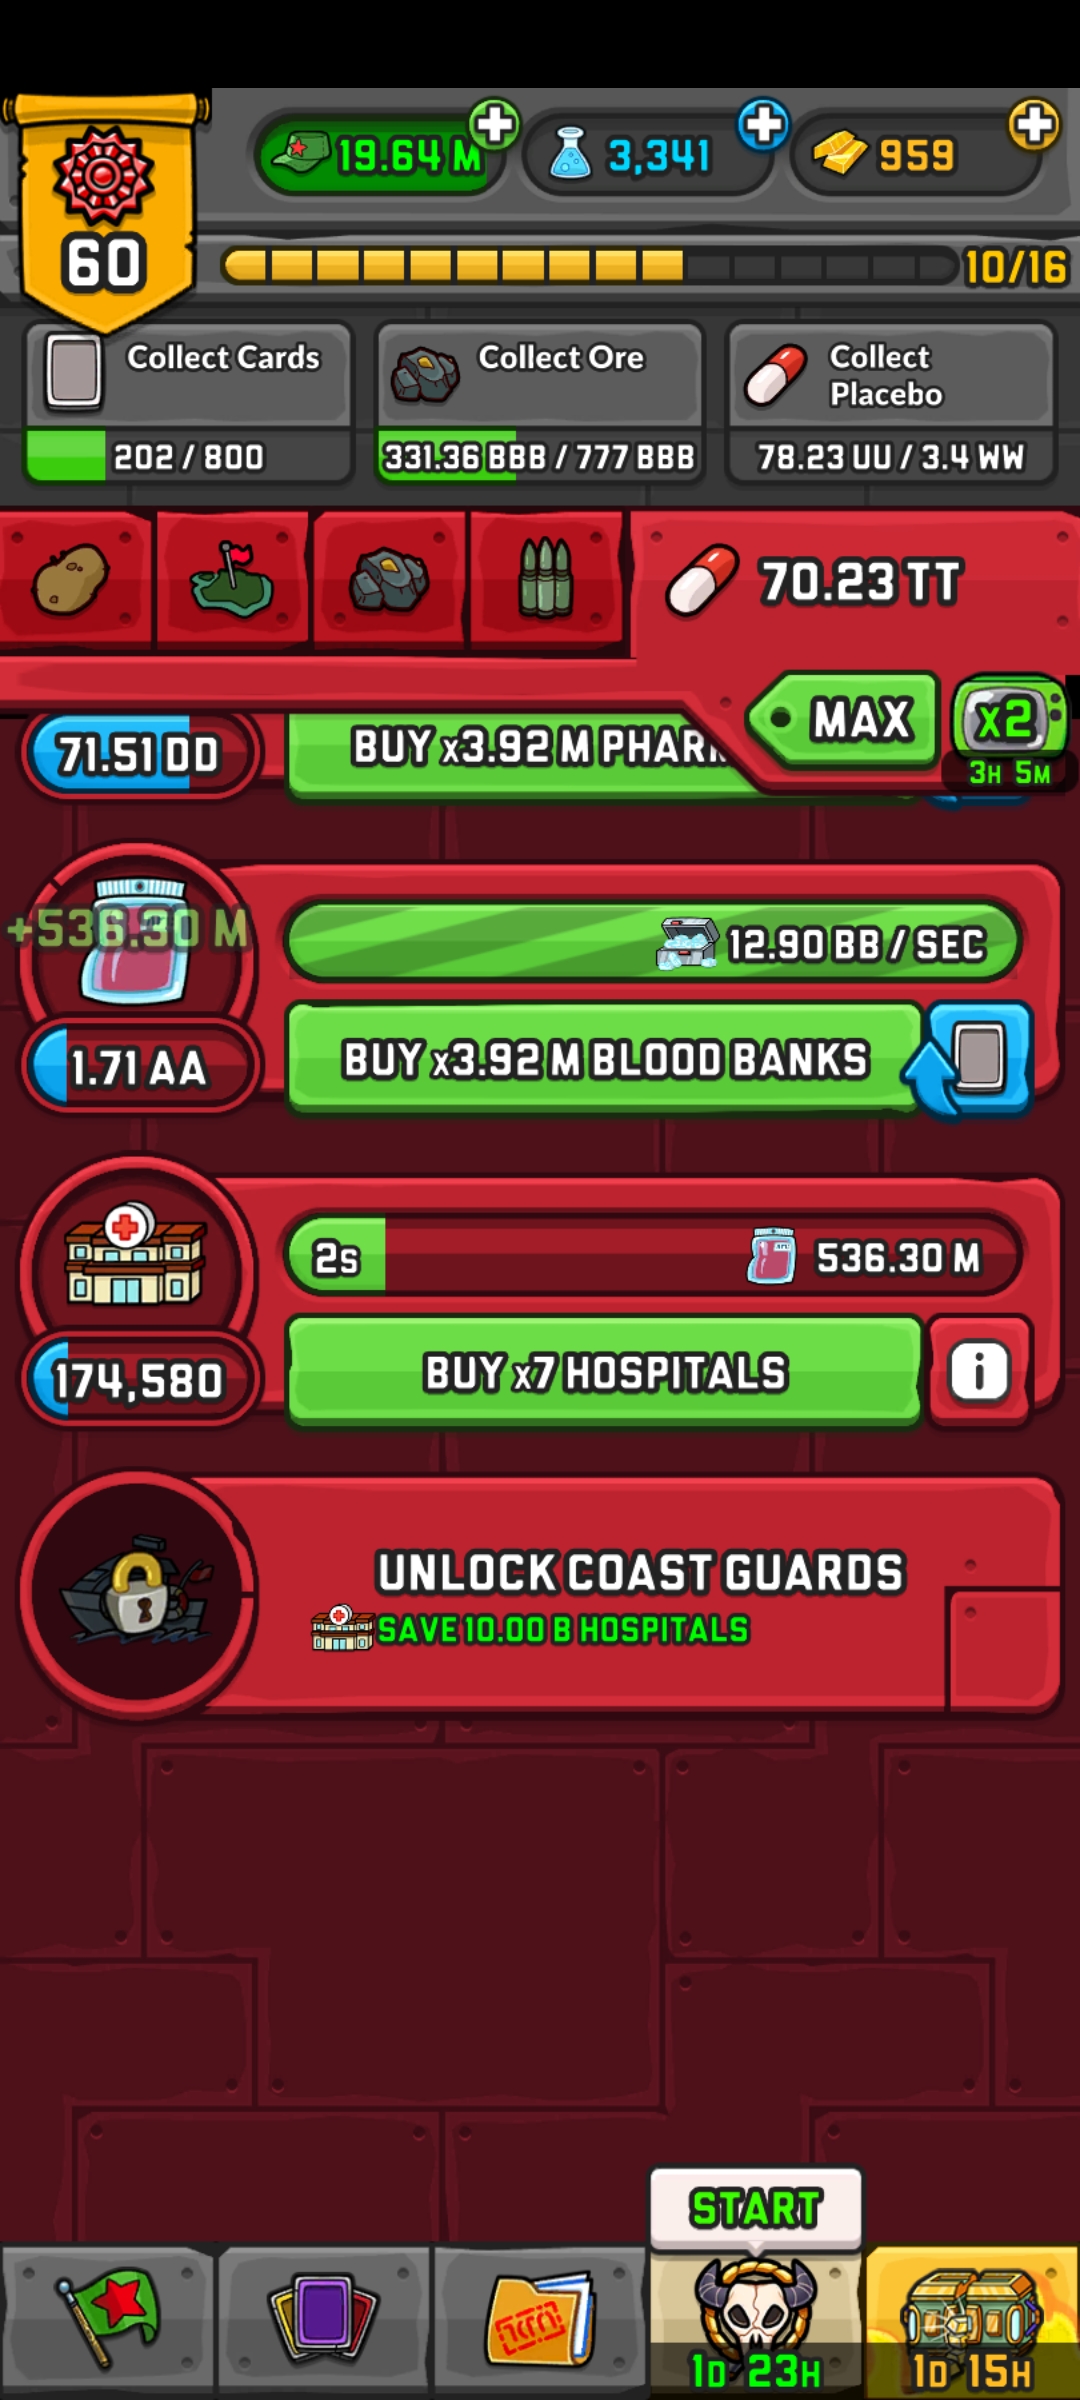 19.64 M
3,341
959
60
10/16
Collect Cards
202 / 800
Collect Ore
331.36 BBB / 777 BBB
Collect
Placebo
78.23 UU / 3.4 WW
70.23 TT
MAX
x2
3H 5M
71.51 DD
BUY x3.92 M
+536.30 M
12.90 BB / SEC
1.71 AA
BUY x3.92 M BLOOD BANKS
2s
536.30 M
174,580
BUY x7 HOSPITALS
i
UNLOCK COAST GUARDS
SAVE 10.00 B HOSPITALS
START
1D 23H
1D 15H